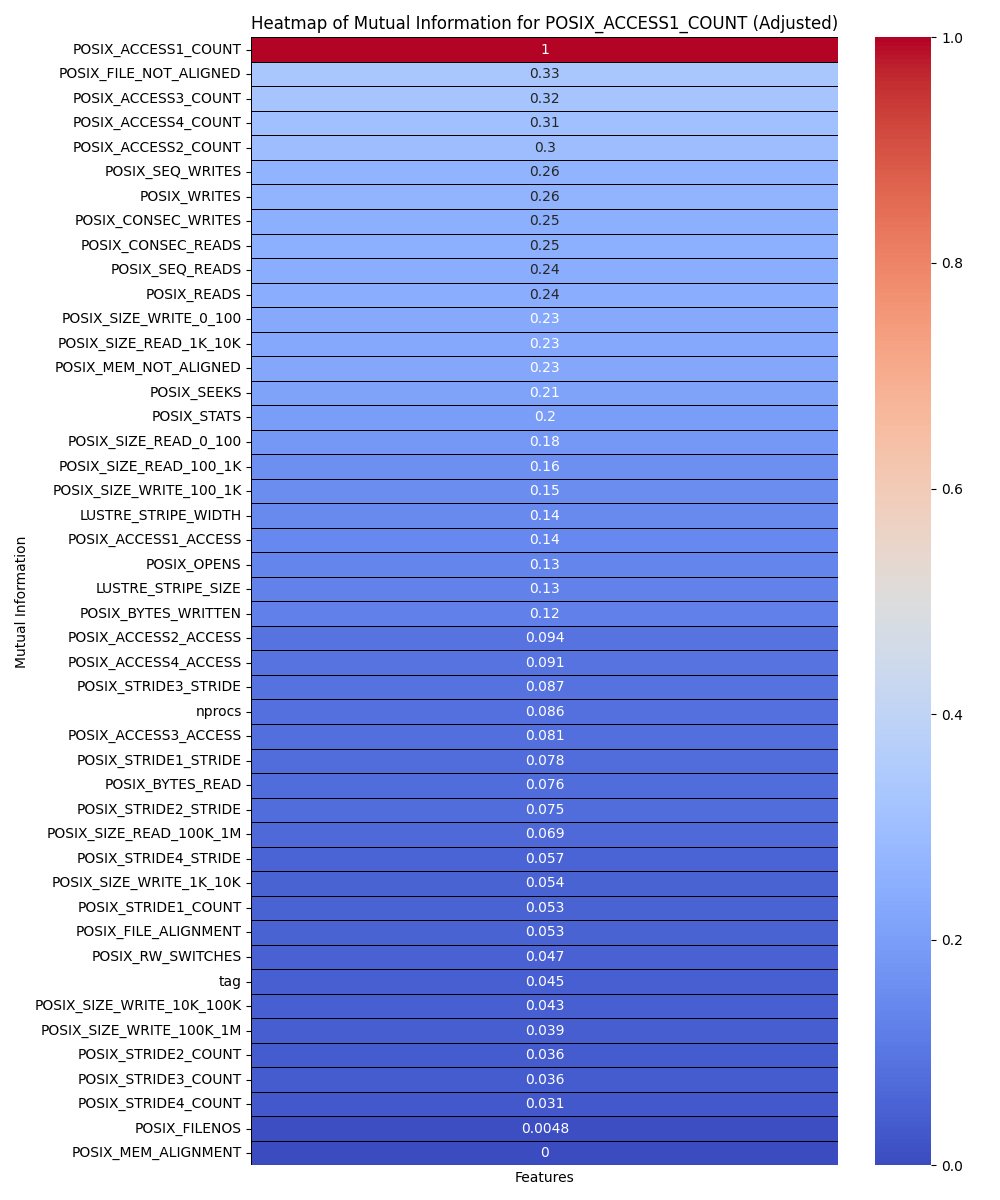 Heatmap of Mutual Information for POSIX_ACCESS1_COUNT (Adjusted)
POSIX_ACCESS1_COUNT 1
POSIX_FILE_NOT_ALIGNED 0.33
POSIX_ACCESS3_COUNT 0.32
POSIX_ACCESS4_COUNT 0.31
POSIX_ACCESS2_COUNT 0.3
POSIX_SEQ_WRITES 0.26
POSIX_WRITES 0.26
POSIX_CONSEC_WRITES 0.25
POSIX_CONSEC_READS 0.25
POSIX_SEQ_READS 0.24
POSIX_READS 0.24
POSIX_SIZE_WRITE_0_100 0.23
POSIX_SIZE_READ_1K_10K 0.23
POSIX_MEM_NOT_ALIGNED 0.23
POSIX_SEEKS 0.21
POSIX_STATS 0.2
POSIX_SIZE_READ_0_100 0.18
POSIX_SIZE_READ_100_1K 0.16
POSIX_SIZE_WRITE_100_1K 0.15
LUSTRE_STRIPE_WIDTH 0.14
POSIX_ACCESS1_ACCESS 0.14
POSIX_OPENS 0.13
LUSTRE_STRIPE_SIZE 0.13
POSIX_BYTES_WRITTEN 0.12
POSIX_ACCESS2_ACCESS 0.094
POSIX_ACCESS4_ACCESS 0.091
POSIX_STRIDE3_STRIDE 0.087
nprocs 0.086
POSIX_ACCESS3_ACCESS 0.081
POSIX_STRIDE1_STRIDE 0.078
POSIX_BYTES_READ 0.076
POSIX_STRIDE2_STRIDE 0.075
POSIX_SIZE_READ_100K_1M 0.069
POSIX_STRIDE4_STRIDE 0.057
POSIX_SIZE_WRITE_1K_10K 0.054
POSIX_STRIDE1_COUNT 0.053
POSIX_FILE_ALIGNMENT 0.053
POSIX_RW_SWITCHES 0.047
tag 0.045
POSIX_SIZE_WRITE_10K_100K 0.043
POSIX_SIZE_WRITE_100K_1M 0.039
POSIX_STRIDE2_COUNT 0.036
POSIX_STRIDE3_COUNT 0.036
POSIX_STRIDE4_COUNT 0.031
POSIX_FILENOS 0.0048
POSIX_MEM_ALIGNMENT 0
Features
Mutual Information
1.0
0.8
0.6
0.4
0.2
0.0